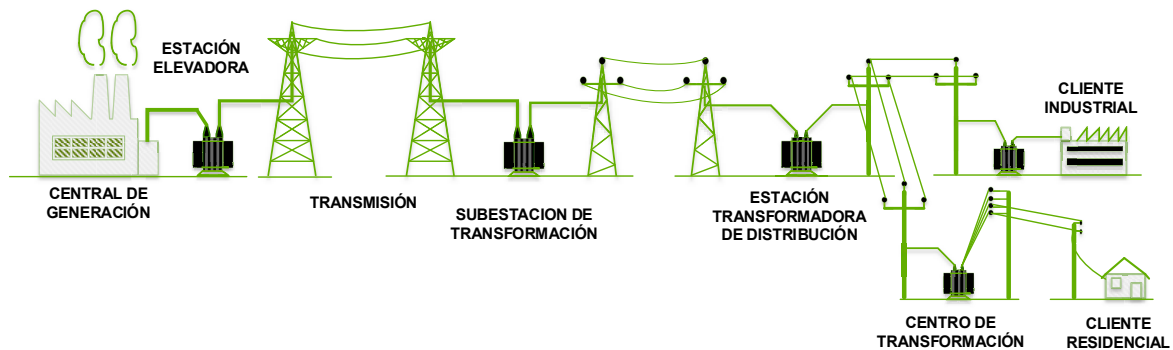 ESTACIÓN
ELEVADORA
CENTRAL DE
GENERACIÓN
TRANSMISIÓN
SUBESTACION DE
TRANSFORMACIÓN
ESTACIÓN
TRANSFORMADORA
DE DISTRIBUCIÓN
CLIENTE
INDUSTRIAL
CENTRO DE
TRANSFORMACIÓN
CLIENTE
RESIDENCIAL